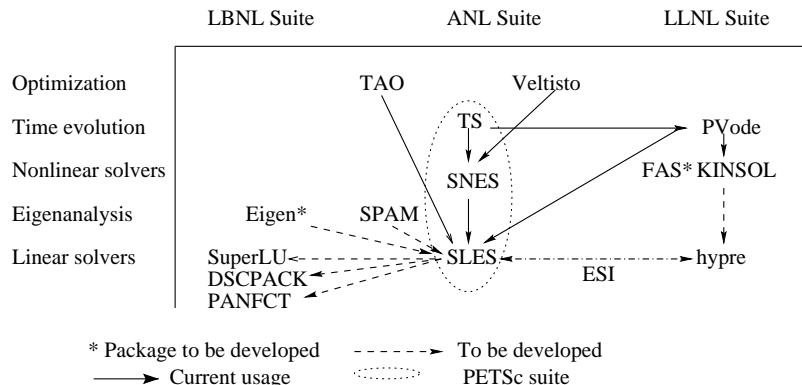 LBNL Suite ANL Suite LLNL Suite
Optimization TAO Veltisto
Time evolution TS PVode
Nonlinear solvers SNES FAS* KINSOL
Eigenanalysis Eigen* SPAM
Linear solvers SuperLU SLES hypre
ESI
DSCPACK
PANFCT
* Package to be developed To be developed
Current usage PETSc suite